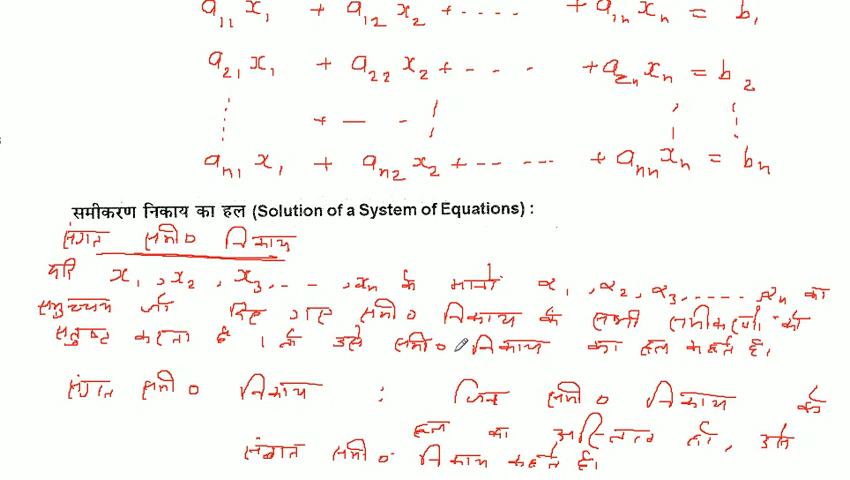 a₁₁ x₁ + a₁₂ x₂ +.... + a₁ₙ xₙ = b₁
a₂₁ x₁ + a₂₂ x₂ + - - - + a₂ₙ xₙ = b₂
+ — -
aₙ₁ x₁ + aₙ₂ x₂ + -- --- + aₙₙ xₙ = bₙ
समीकरण निकाय का हल (Solution of a System of Equations) :
संगत समी० निकाय
यदि x₁, x₂, x₃, - - -, xₙ के मानों α₁, α₂, α₃, ....., αₙ का
समुच्चय जो दिए गए समी० निकाय के सभी समीकरणों को
सतुष्ट करता है। तो उसे समी० निकाय का हल कहते है।
संगत समी० निकाय : जिस समी० निकाय के
हल का अस्तित्व हो, उसे
संगत समी० निकाय कहते है।